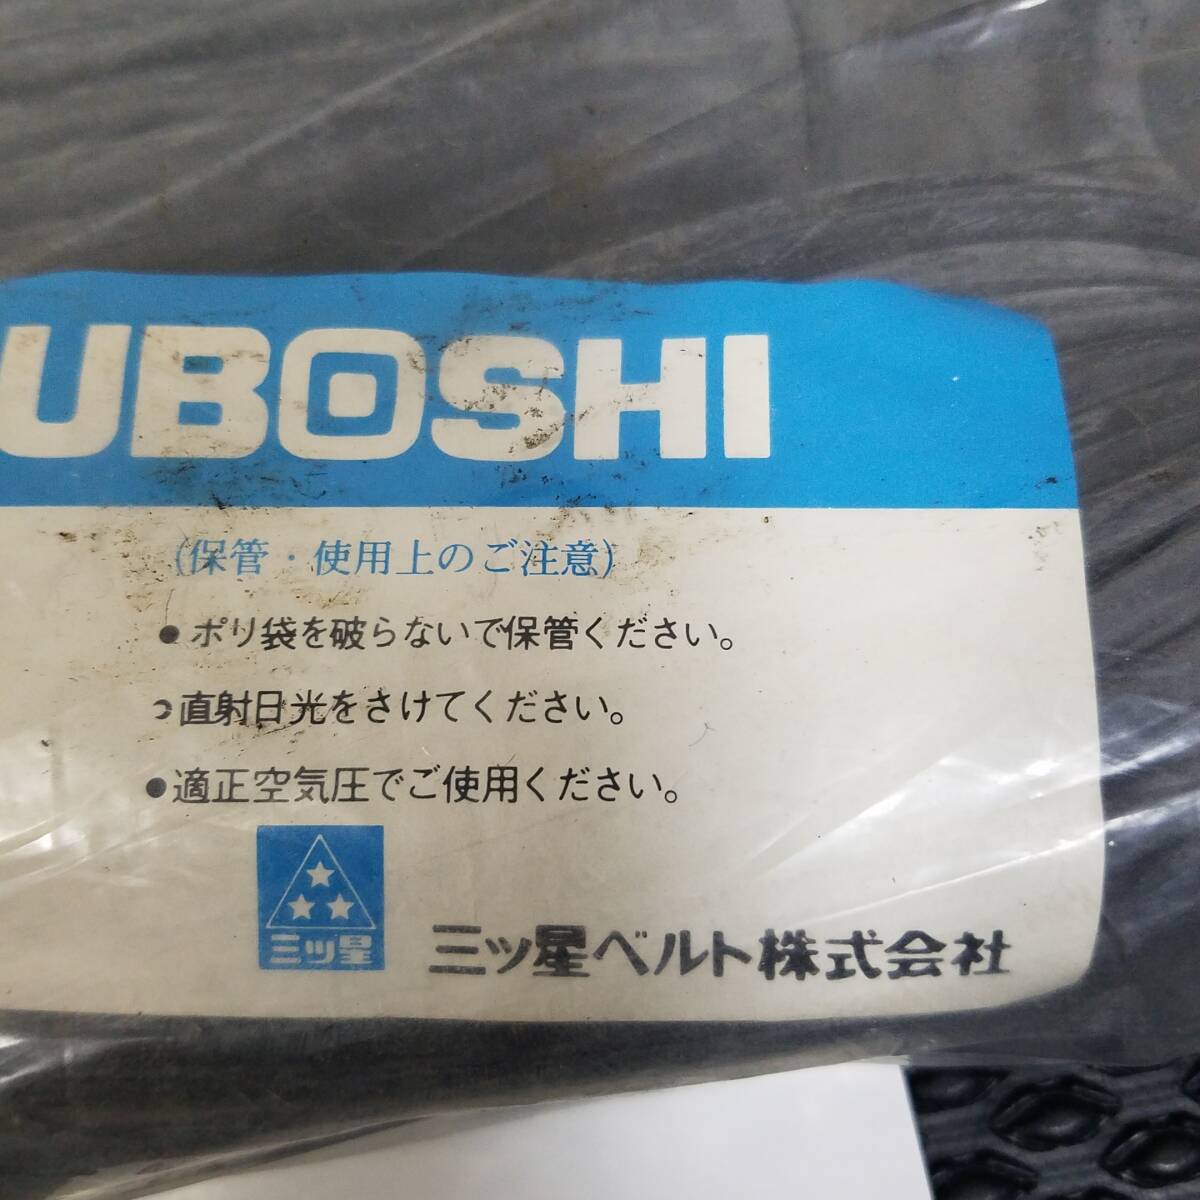 UBOSHI
(保管・使用上のご注意)
●ポリ袋を破らないで保管ください。
●直射日光をさけてください。
●適正空気圧でご使用ください。
三ツ星
三ツ星ベルト株式会社